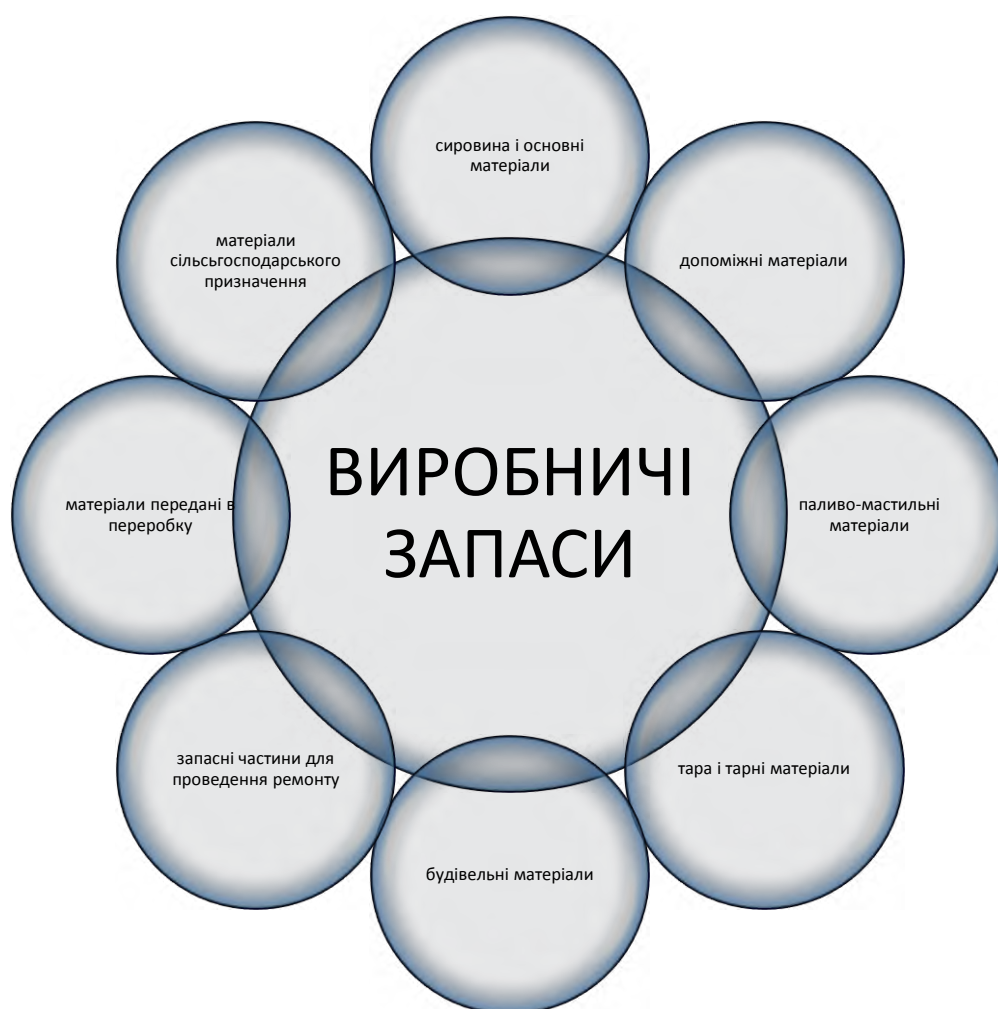 сировина і основні
матеріали
допоміжні матеріали
паливо-мастильні
матеріали
тара і тарні матеріали
будівельні матеріали
запасні частини для
проведення ремонту
матеріали передані в
переробку
матеріали
сільсьгосподарського
призначення
ВИРОБНИЧІ
ЗАПАСИ